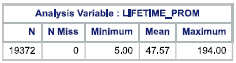 Analysis Variable : LIFETIME_PROM
N N Miss Minimum Mean Maximum
19372 0 5.00 47.57 194.00